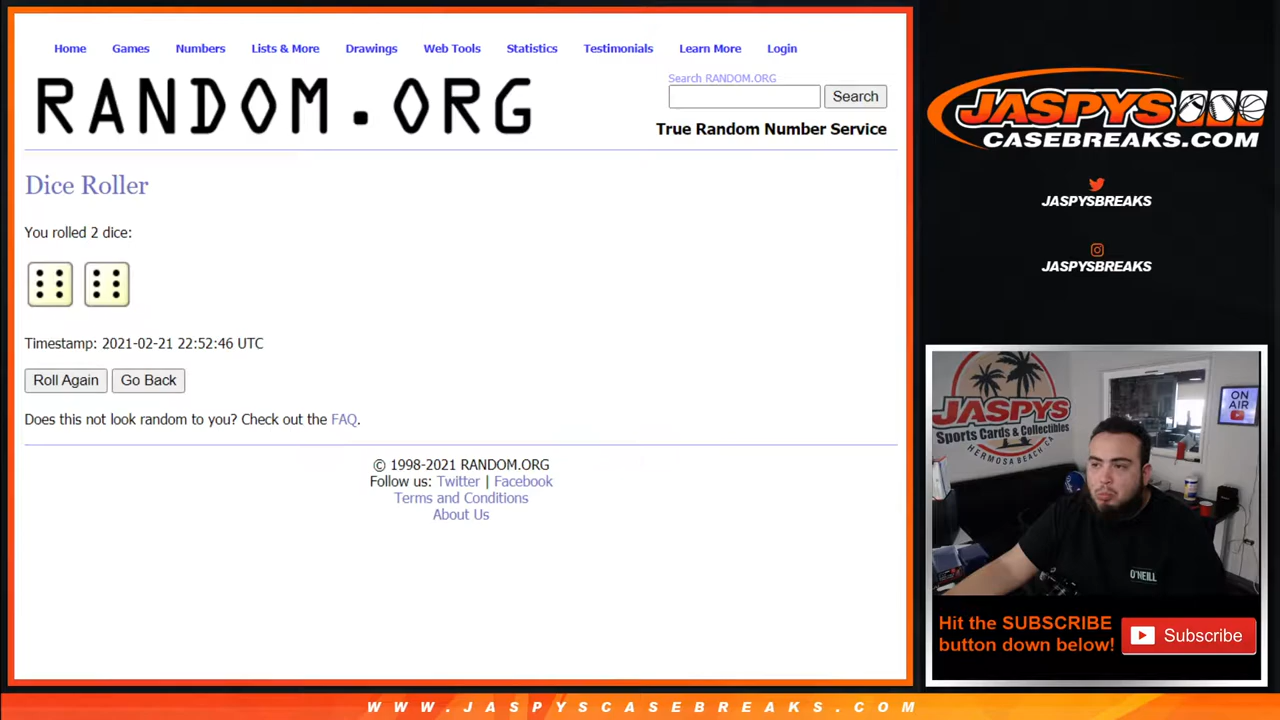 Home Games Numbers Lists & More Drawings Web Tools Statistics Testimonials Learn More Login
RANDOM.ORG
Search RANDOM.ORG
Search
True Random Number Service
Dice Roller
You rolled 2 dice:
Timestamp: 2021-02-21 22:52:46 UTC
Roll Again Go Back
Does this not look random to you? Check out the FAQ.
© 1998-2021 RANDOM.ORG
Follow us: Twitter | Facebook
Terms and Conditions
About Us
JASPYS
CASEBREAKS.COM
JASPYSBREAKS
JASPYSBREAKS
JASPYS
Sports Cards & Collectibles
HERMOSA BEACH CA
ON
AIR
O'NEILL
Hit the SUBSCRIBE
button down below!
Subscribe
WWW.JASPYSCASEBREAKS.COM